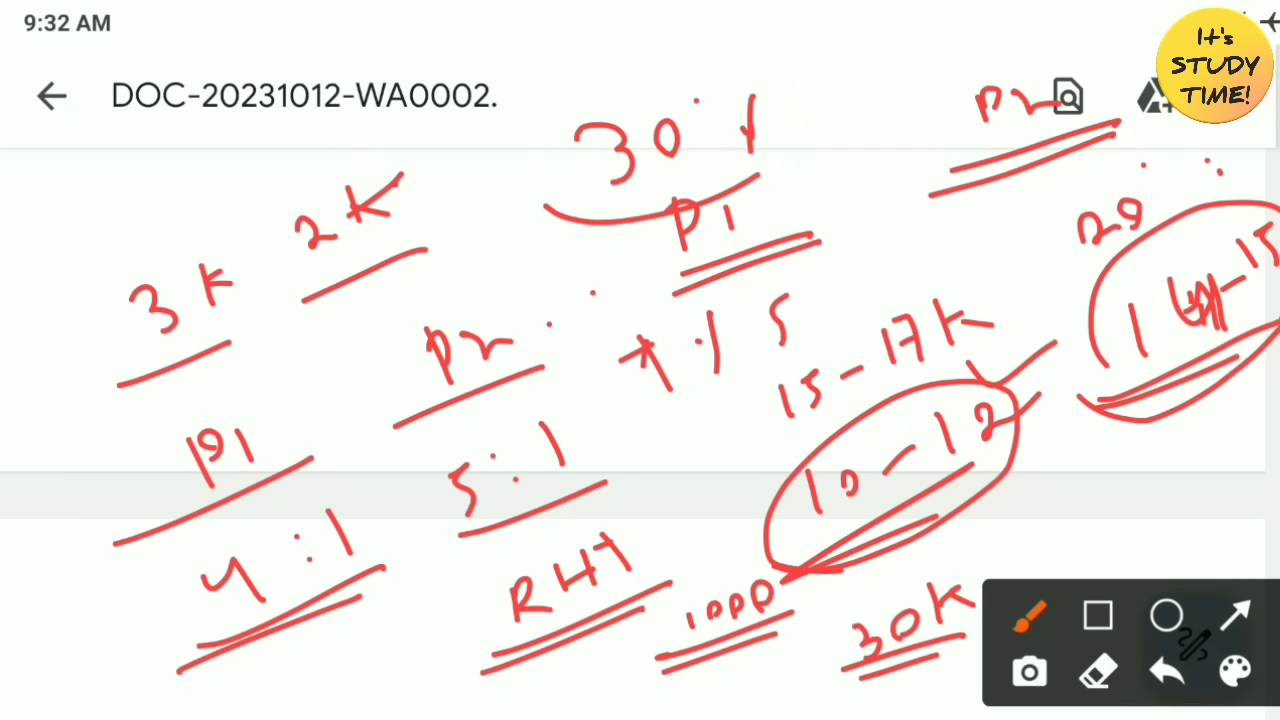 9:32 AM
It's
STUDY
TIME!
DOC-20231012-WA0002.
P2
30%
2K
P1
29
3K
P2
5
15-17K
P1
5:1
10-12
4:1
RHT
1000
30K